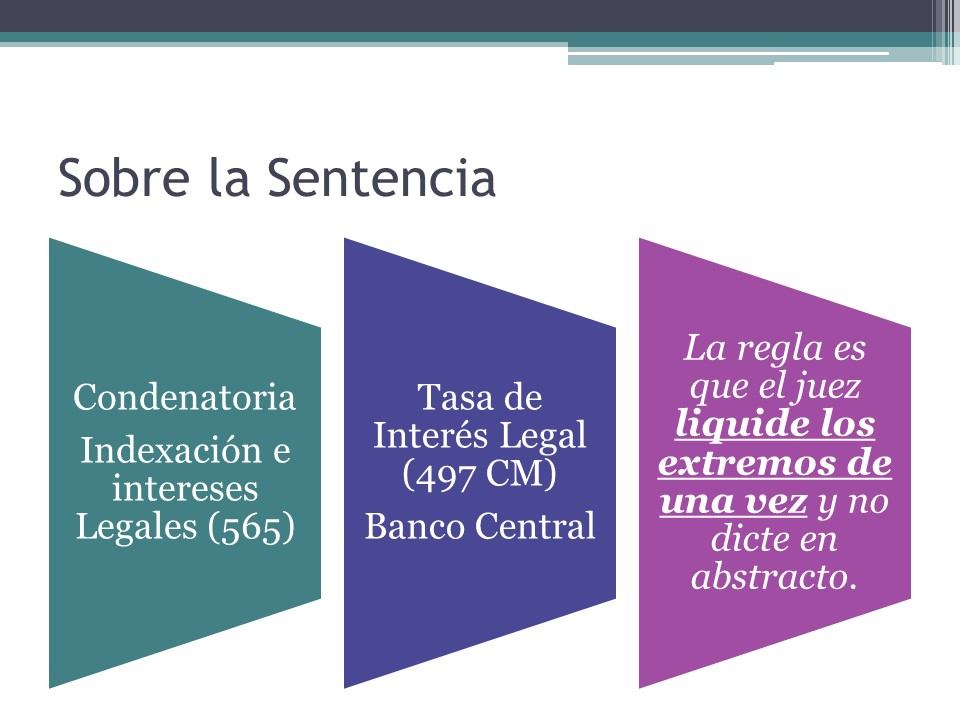 Sobre la Sentencia
Condenatoria
Indexación e
intereses
Legales (565)
Tasa de
Interés Legal
(497 CM)
Banco Central
La regla es
que el juez
liquide los
extremos de
una vez y no
dicte en
abstracto.